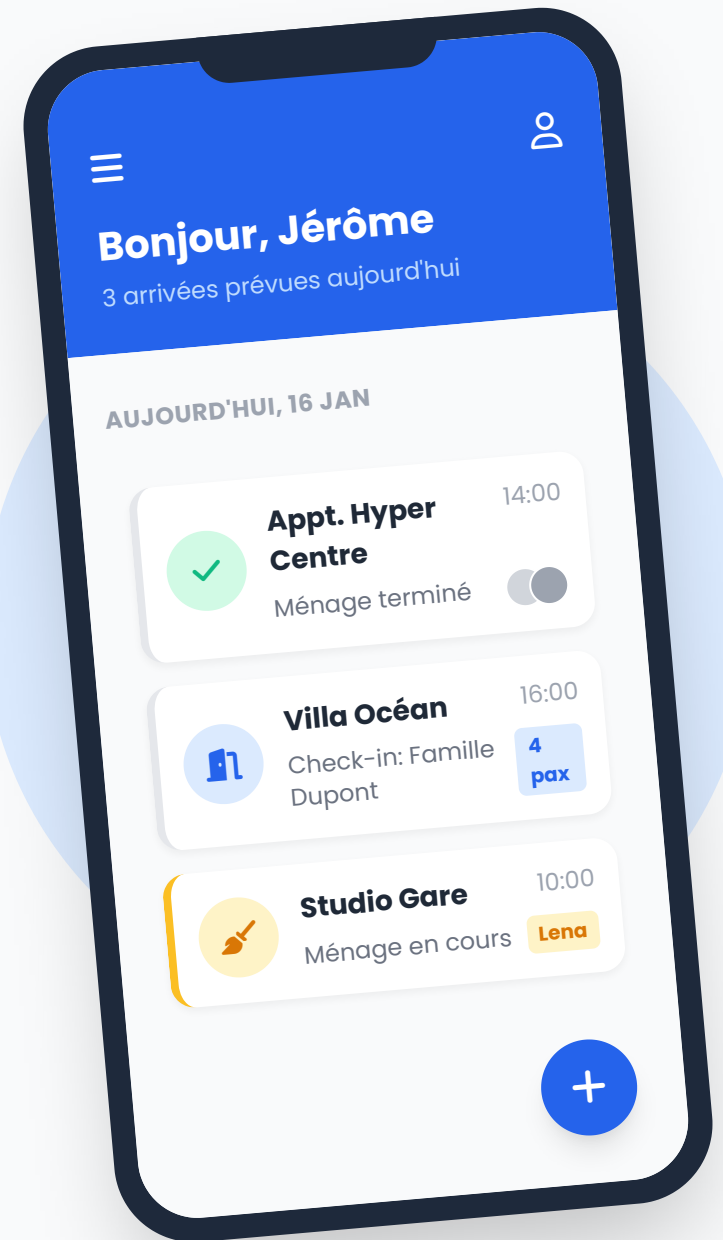 Bonjour, Jérôme
3 arrivées prévues aujourd'hui
AUJOURD'HUI, 16 JAN
Appt. Hyper
Centre
14:00
Ménage terminé
Villa Océan
16:00
Check-in: Famille
Dupont
4
pax
Studio Gare
10:00
Ménage en cours
Lena